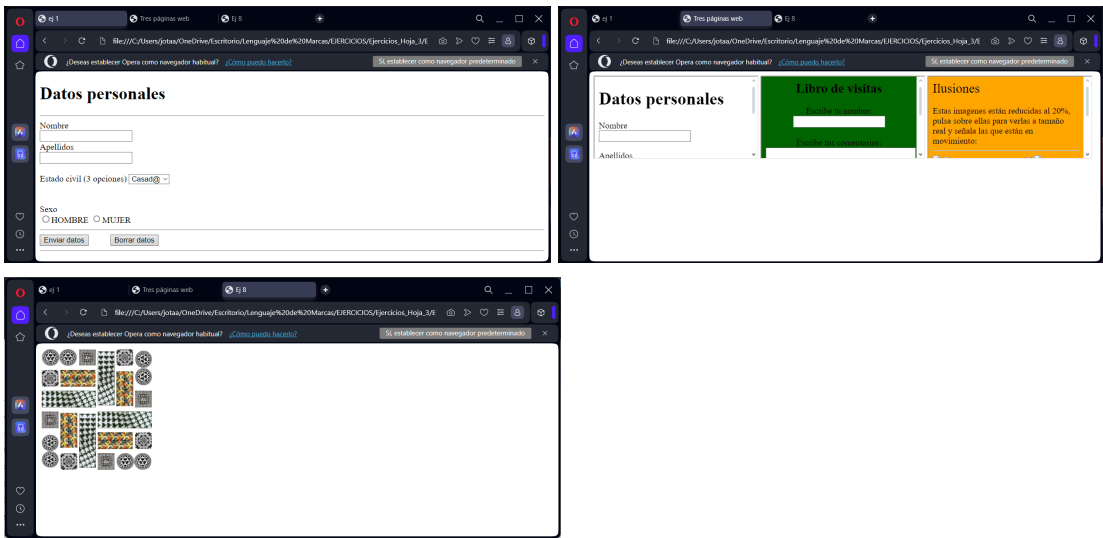 ej 1
Tres páginas web
Ej 8
file:///C:/Users/jotaa/OneDrive/Escritorio/Lenguaje%20de%20Marcas/EJERCICIOS/Ejercicios_Hoja_3/E
¿Deseas establecer Opera como navegador habitual? ¿Cómo puedo hacerlo? Sí, establecer como navegador predeterminado
Datos personales
Nombre
Apellidos
Estado civil (3 opciones) Casad@
Sexo
HOMBRE MUJER
Enviar datos Borrar datos
ej 1
Tres páginas web
Ej 8
file:///C:/Users/jotaa/OneDrive/Escritorio/Lenguaje%20de%20Marcas/EJERCICIOS/Ejercicios_Hoja_3/E
¿Deseas establecer Opera como navegador habitual? ¿Cómo puedo hacerlo? Sí, establecer como navegador predeterminado
Datos personales
Nombre
Apellidos
Libro de visitas
Escribe tu nombre:
Escribe tus comentarios:
Ilusiones
Estas imagenes están reducidas al 20%,
pulsa sobre ellas para verlas a tamaño
real y señala las que están en
movimiento:
ej 1
Tres páginas web
Ej 8
file:///C:/Users/jotaa/OneDrive/Escritorio/Lenguaje%20de%20Marcas/EJERCICIOS/Ejercicios_Hoja_3/E
¿Deseas establecer Opera como navegador habitual? ¿Cómo puedo hacerlo? Sí, establecer como navegador predeterminado